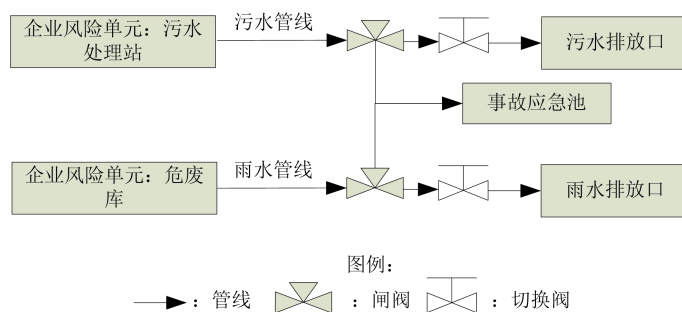 企业风险单元：污水
处理站
污水管线
污水排放口
事故应急池
企业风险单元：危废
库
雨水管线
雨水排放口
图例：
：管线
：闸阀
：切换阀